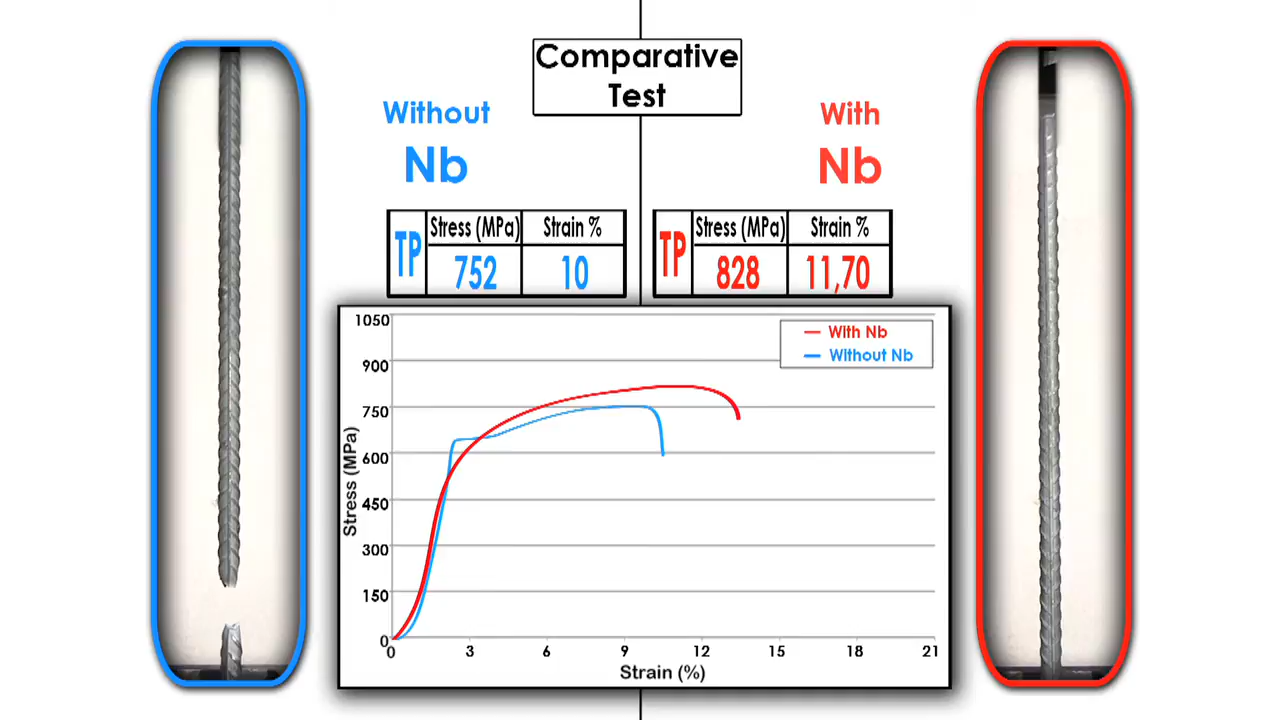 Comparative
Test
Without
Nb
With
Nb
TP
Stress (MPa)
Strain %
752
10
TP
Stress (MPa)
Strain %
828
11,70
With Nb
Without Nb
1050
900
750
600
450
300
150
0
Stress (MPa)
0 3 6 9 12 15 18 21
Strain (%)